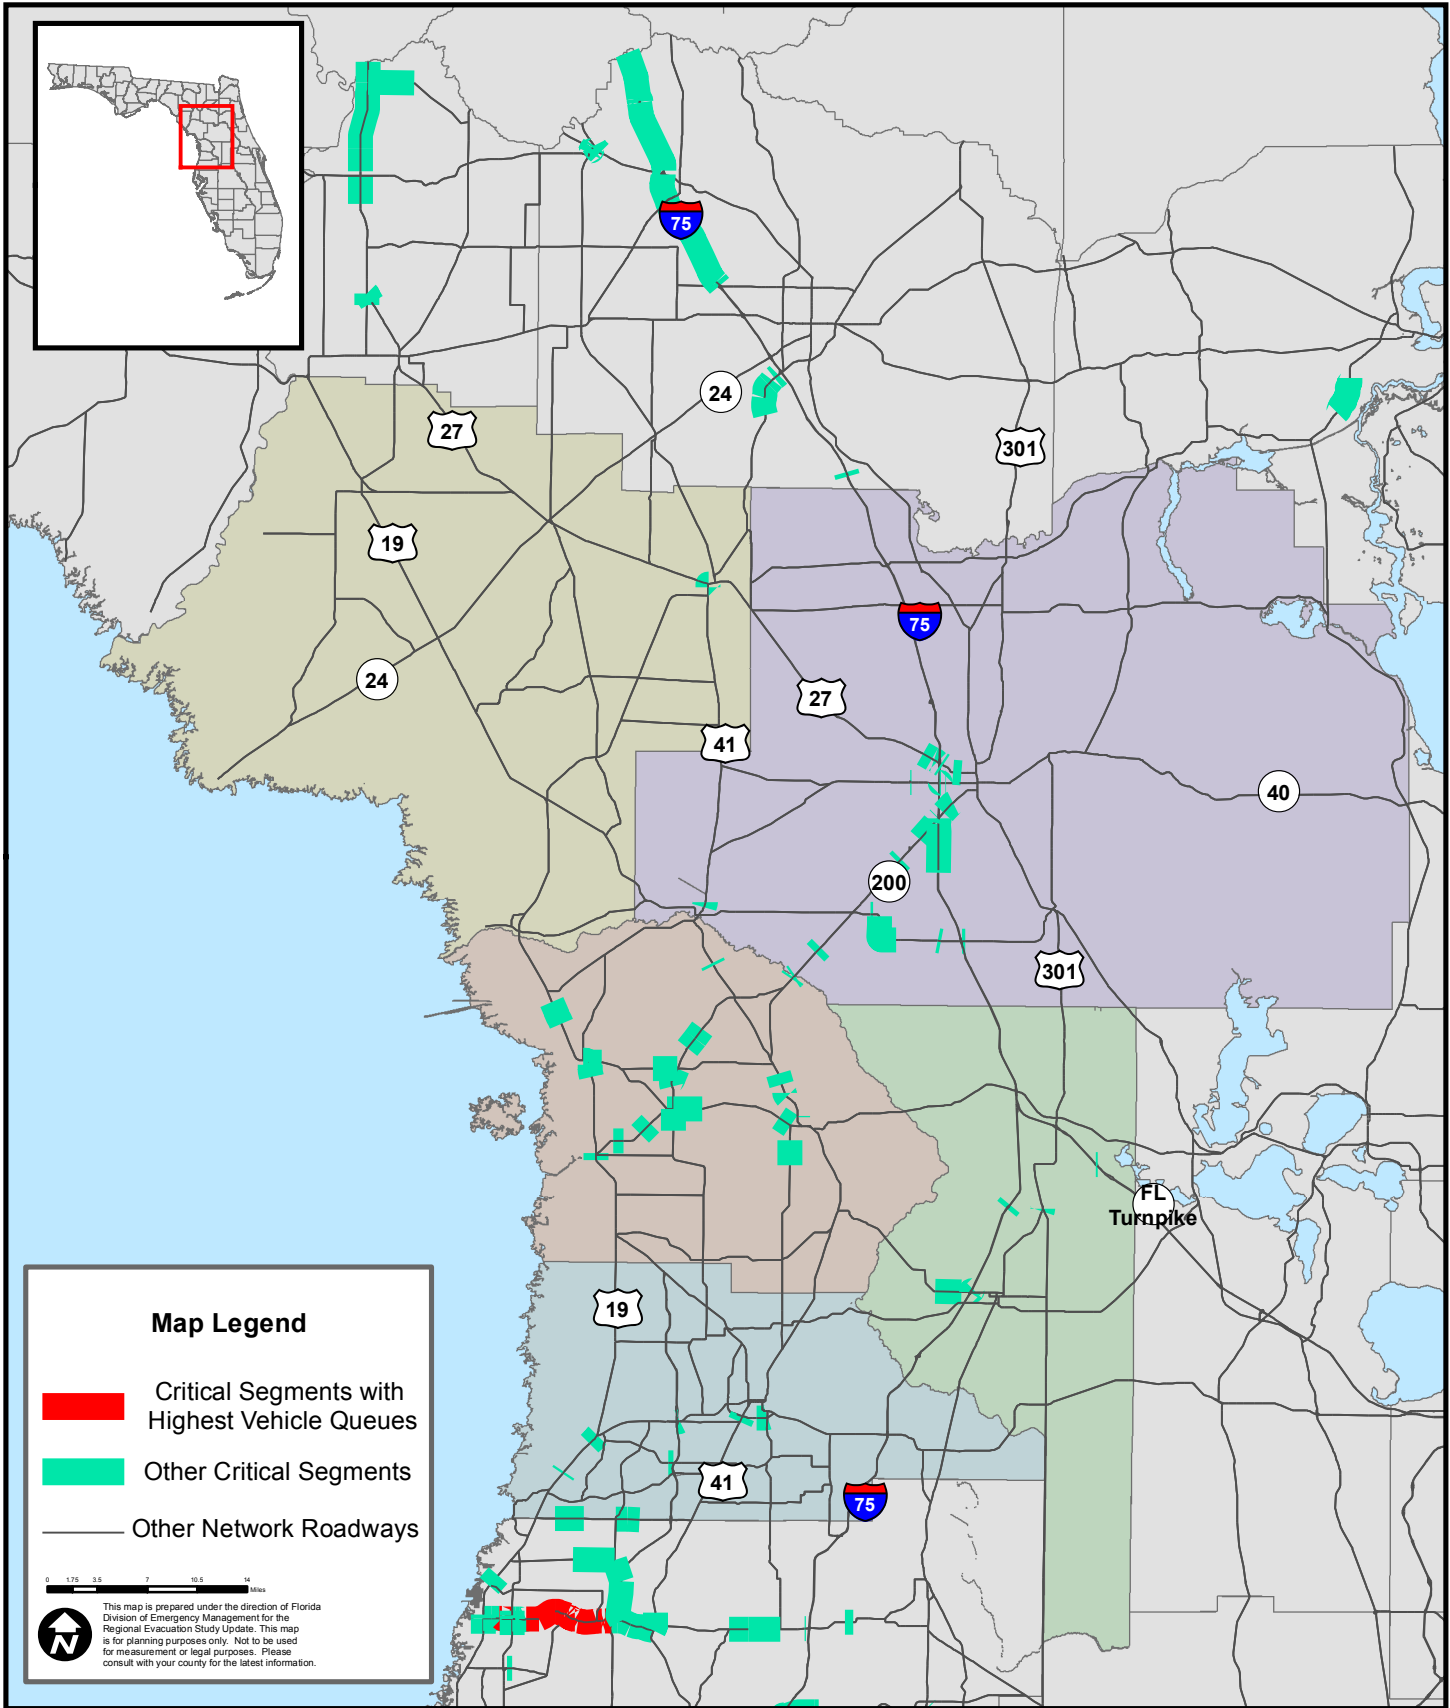 75
24
27
301
19
75
24
27
41
40
200
301
FL
Turnpike
19
41
75
Map Legend
Critical Segments with
Highest Vehicle Queues
Other Critical Segments
Other Network Roadways
0 1.75 3.5 7 10.5 14
Miles
N
This map is prepared under the direction of Florida
Division of Emergency Management for the
Regional Evacuation Study Update. This map
is for planning purposes only. Not to be used
for measurement or legal purposes. Please
consult with your county for the latest information.